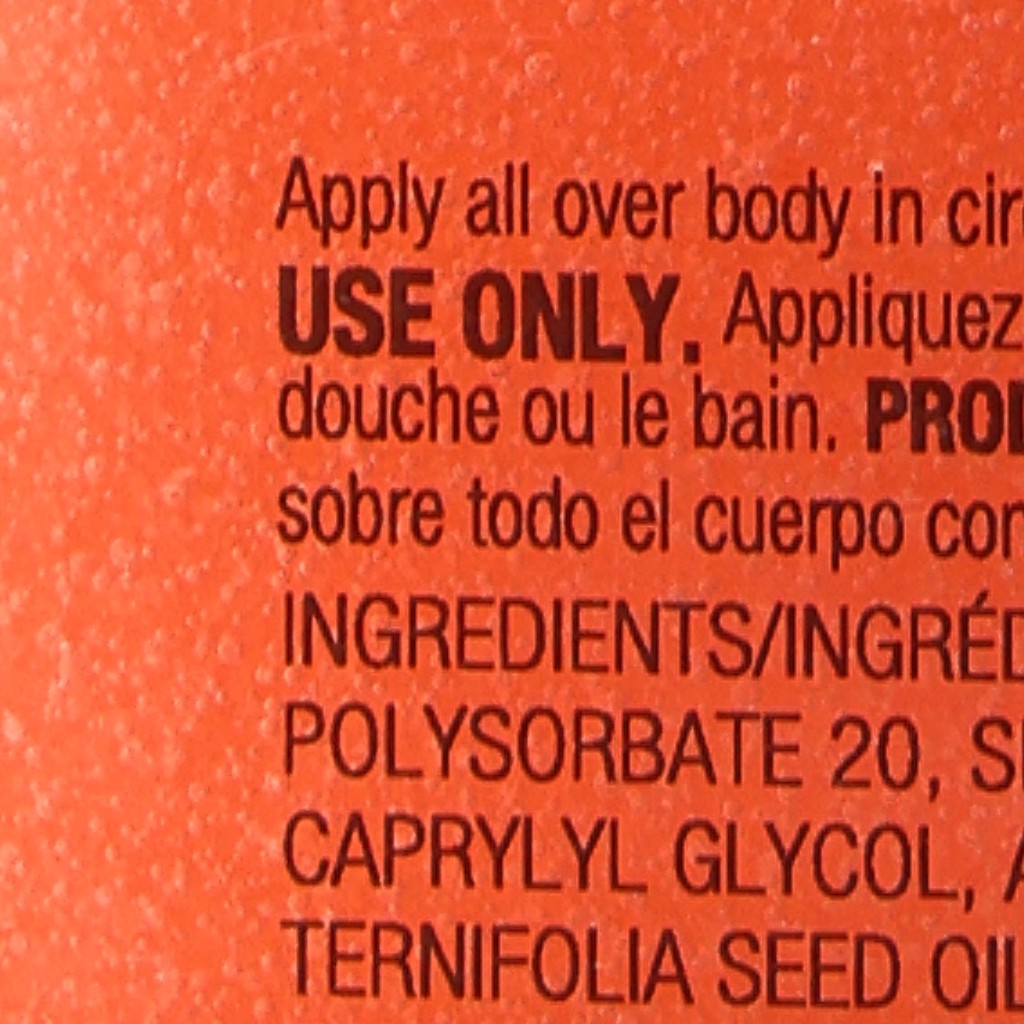 Apply all over body in cir
USE ONLY. Appliquez
douche ou le bain. PROD
sobre todo el cuerpo con
INGREDIENTS/INGRÉD
POLYSORBATE 20, S
CAPRYLYL GLYCOL,
TERNIFOLIA SEED OIL